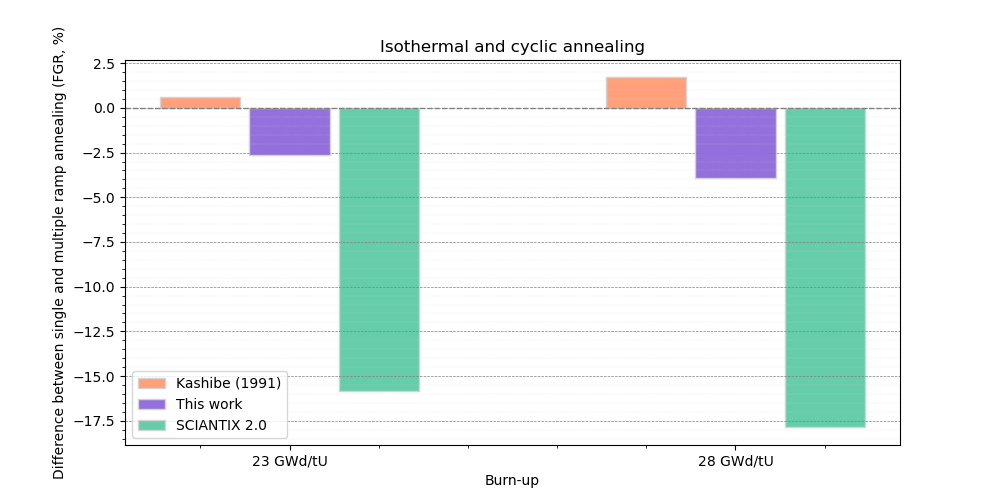 Isothermal and cyclic annealing
Difference between single and multiple ramp annealing (FGR, %)
2.5
0.0
−2.5
−5.0
−7.5
−10.0
−12.5
−15.0
−17.5
Kashibe (1991)
This work
SCIANTIX 2.0
23 GWd/tU
28 GWd/tU
Burn-up